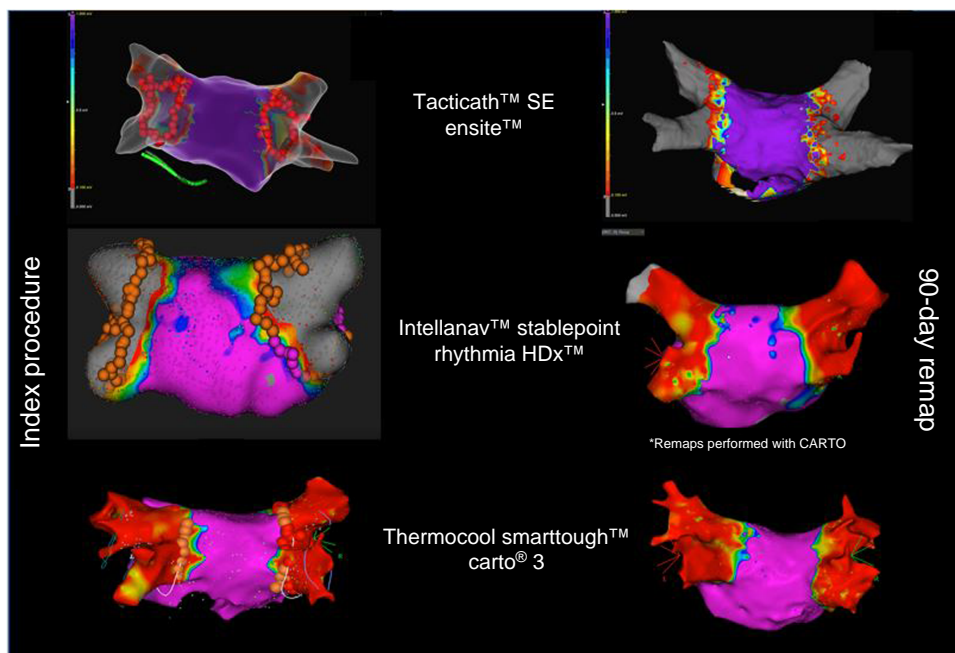 Tacticath™ SE
ensite™
Index procedure
Intellanav™ stablepoint
rhythmia HDx™
90-day remap
*Remaps performed with CARTO
Thermocool smarttough™
carto® 3